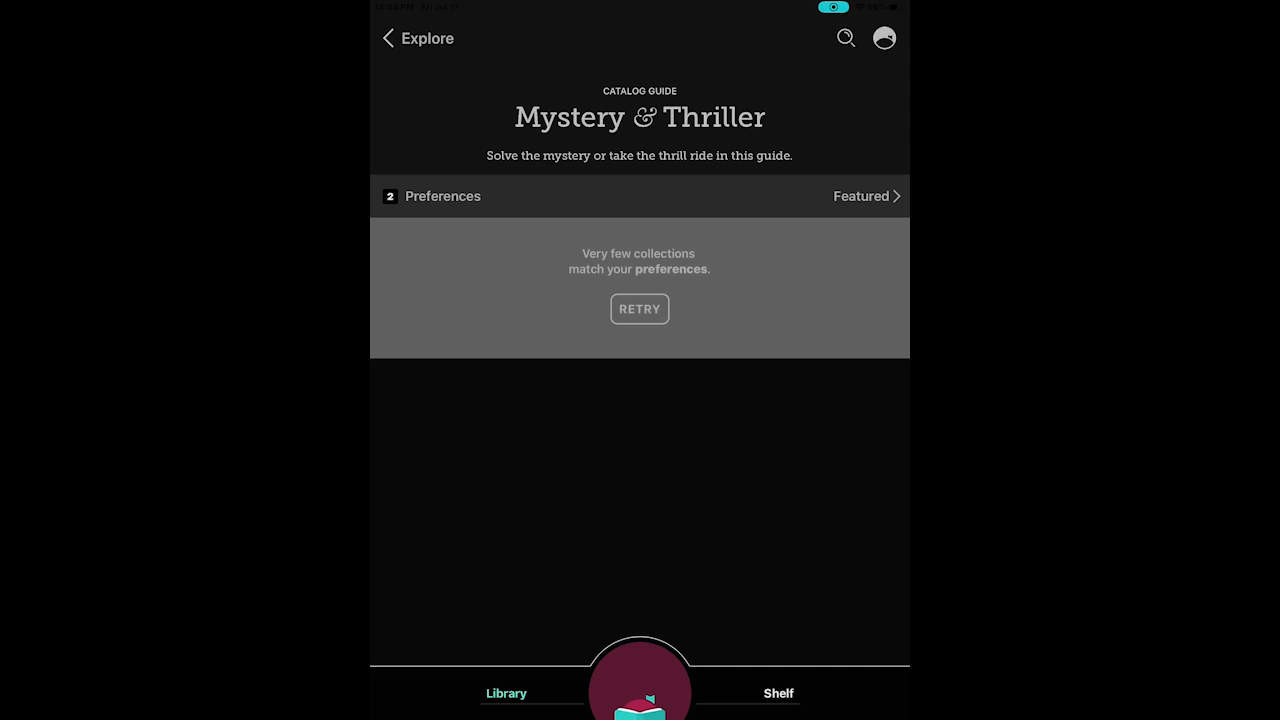 Explore
CATALOG GUIDE
Mystery & Thriller
Solve the mystery or take the thrill ride in this guide.
2 Preferences
Featured
Very few collections
match your preferences.
RETRY
Library
Shelf